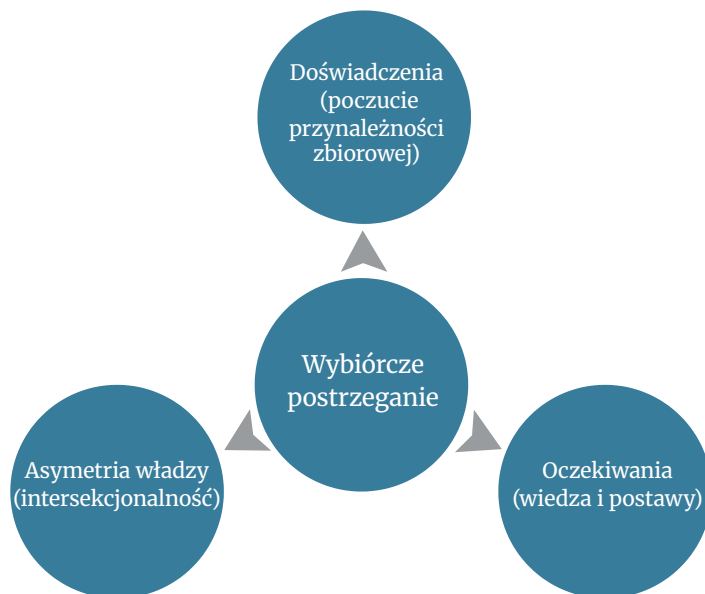 Doświadczenia
(poczucie
przynależności
zbiorowej)
Wybiórcze
postrzeganie
Asymetria władzy
(intersekcjonalność)
Oczekiwania
(wiedza i postawy)